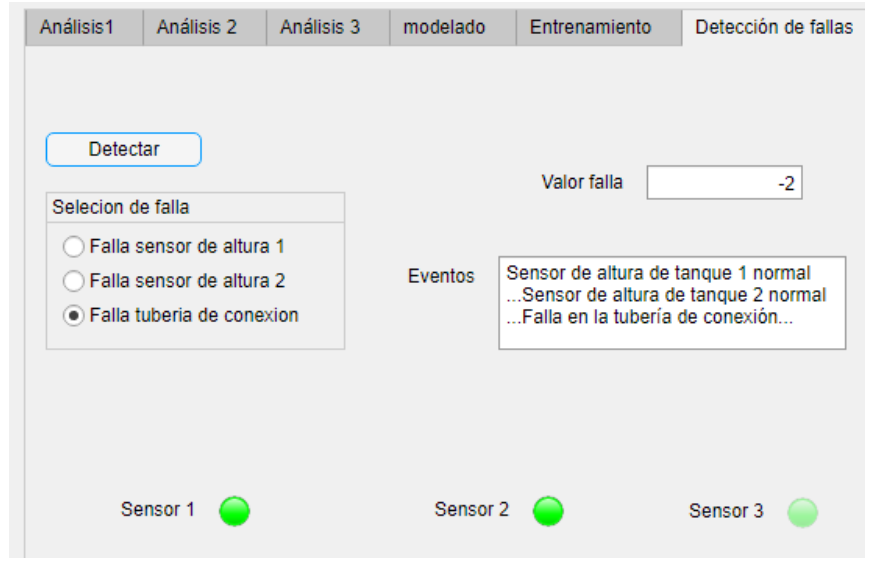 Análisis1 Análisis 2 Análisis 3 modelado Entrenamiento Detección de fallas
Detectar
Valor falla -2
Selecion de falla
Falla sensor de altura 1
Falla sensor de altura 2
Falla tuberia de conexion
Eventos
Sensor de altura de tanque 1 normal
...Sensor de altura de tanque 2 normal
...Falla en la tubería de conexión...
Sensor 1 Sensor 2 Sensor 3